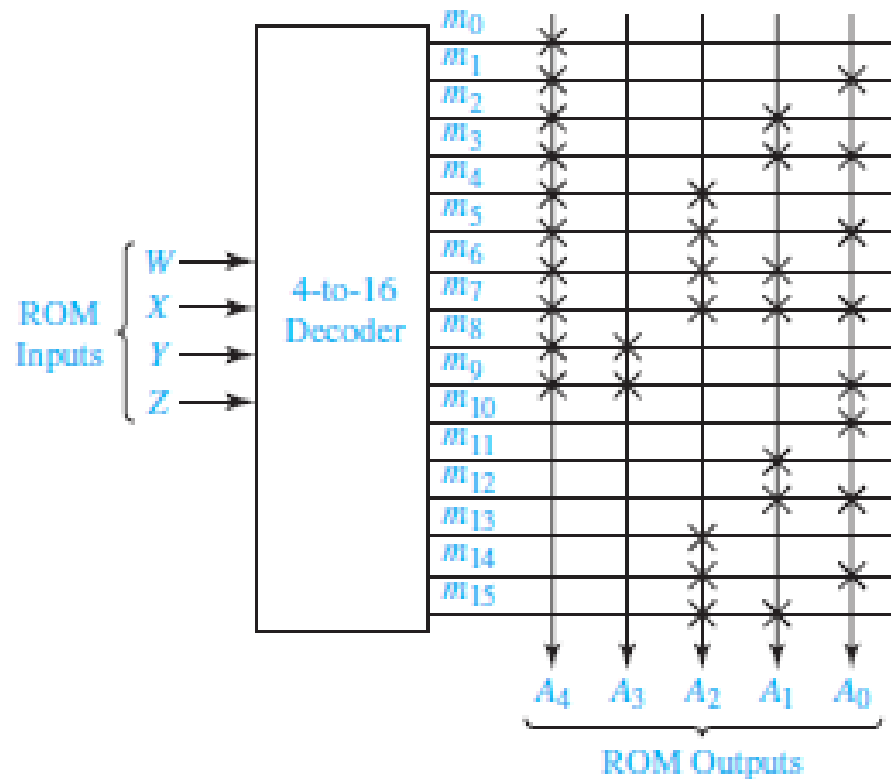 m0
m1
m2
m3
m4
m5
m6
m7
m8
m9
m10
m11
m12
m13
m14
m15
ROM
Inputs
W
X
Y
Z
4-to-16
Decoder
A4 A3 A2 A1 A0
ROM Outputs